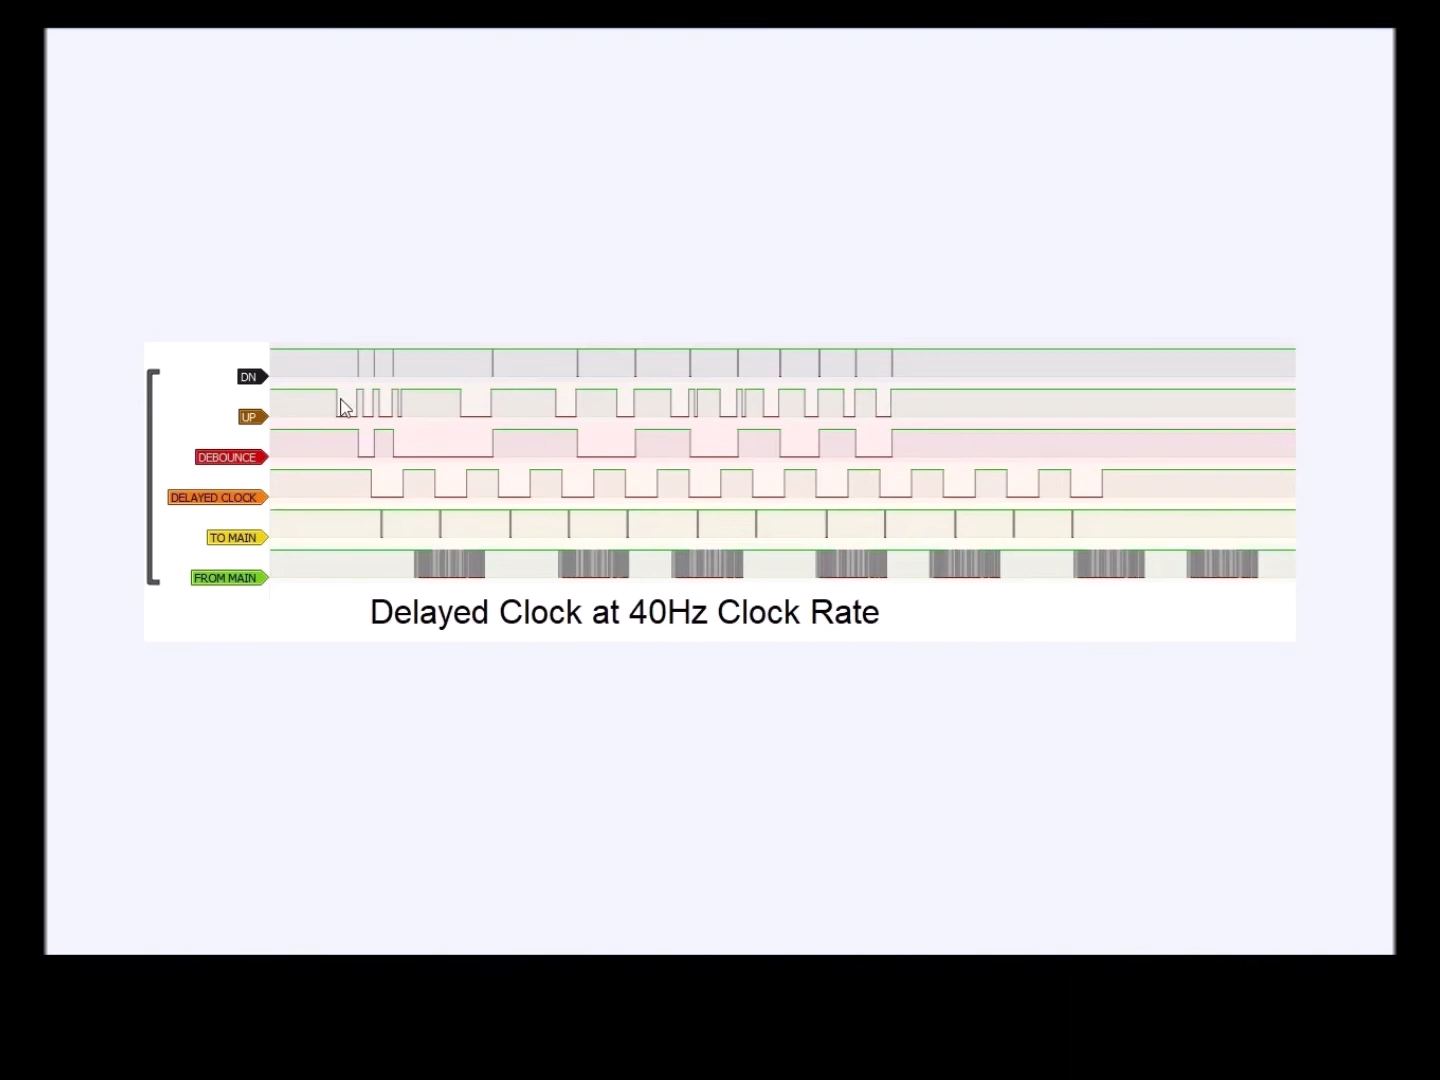 DN
UP
DEBOUNCE
DELAYED CLOCK
TO MAIN
FROM MAIN
Delayed Clock at 40Hz Clock Rate